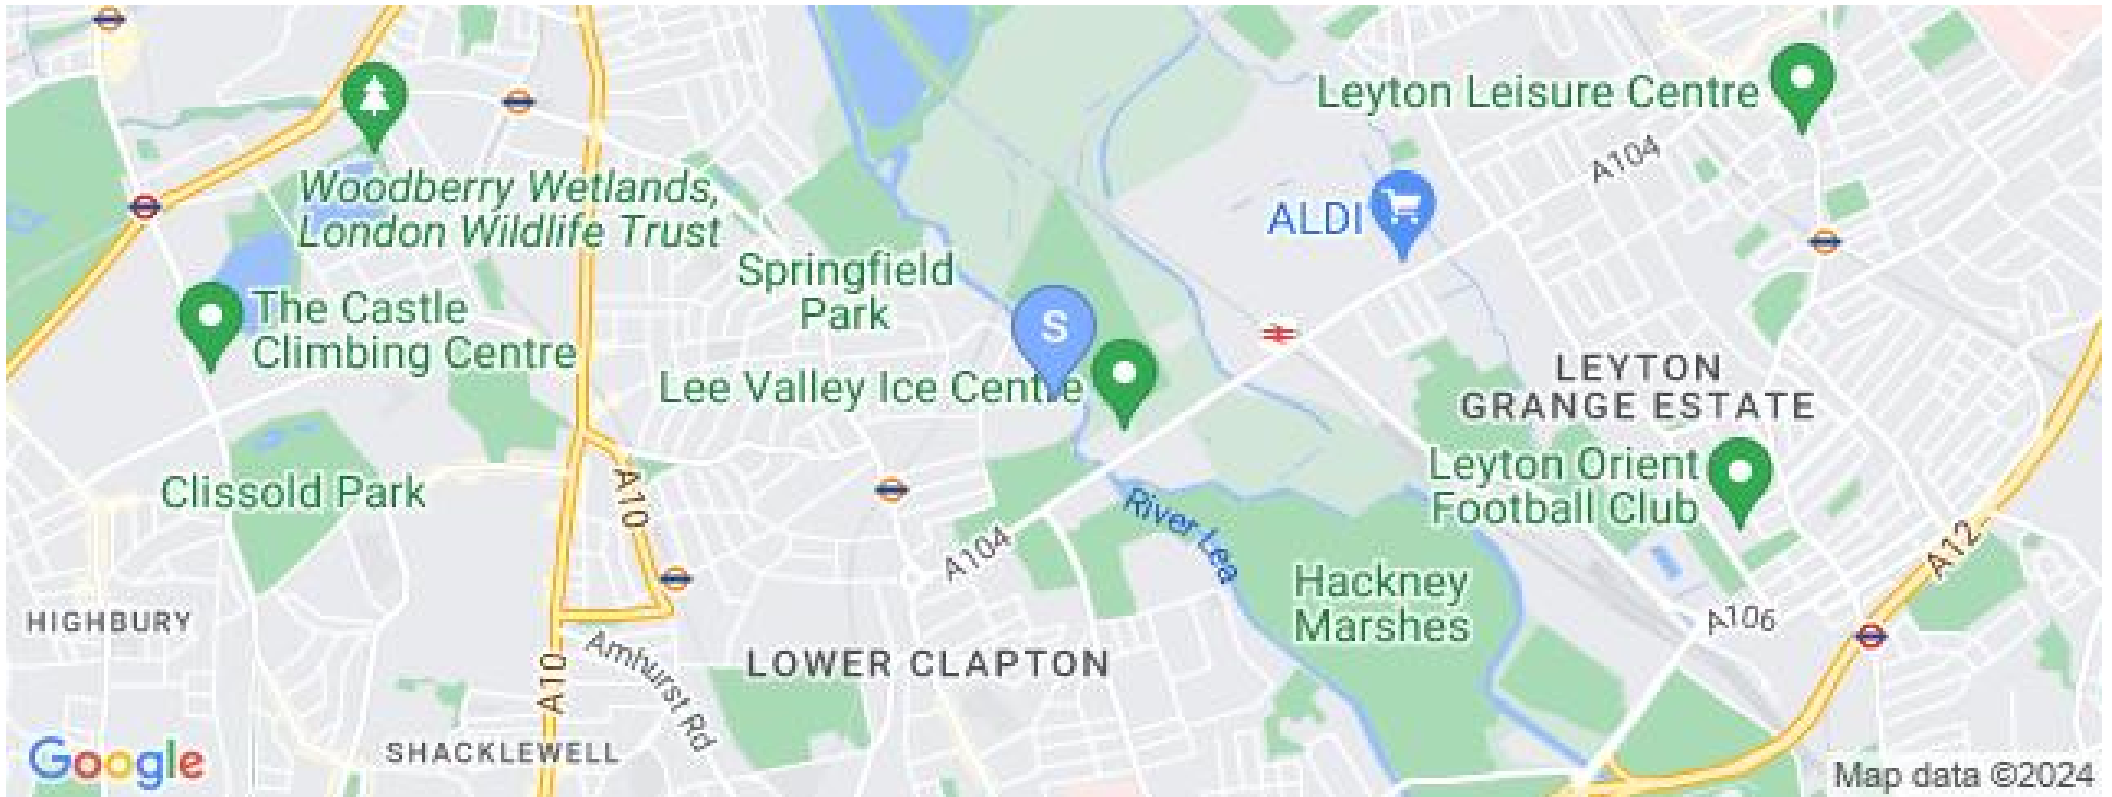 Leyton Leisure Centre
A104
Woodberry Wetlands,
London Wildlife Trust
ALDI
Springfield
Park
S
The Castle
Climbing Centre
Lee Valley Ice Centre
LEYTON
GRANGE ESTATE
Leyton Orient
Football Club
Clissold Park
A10
River Lea
A104
A12
Hackney
Marshes
HIGHBURY
A106
LOWER CLAPTON
Amhurst Rd
A10
SHACKLEWELL
Google
Map data ©2024